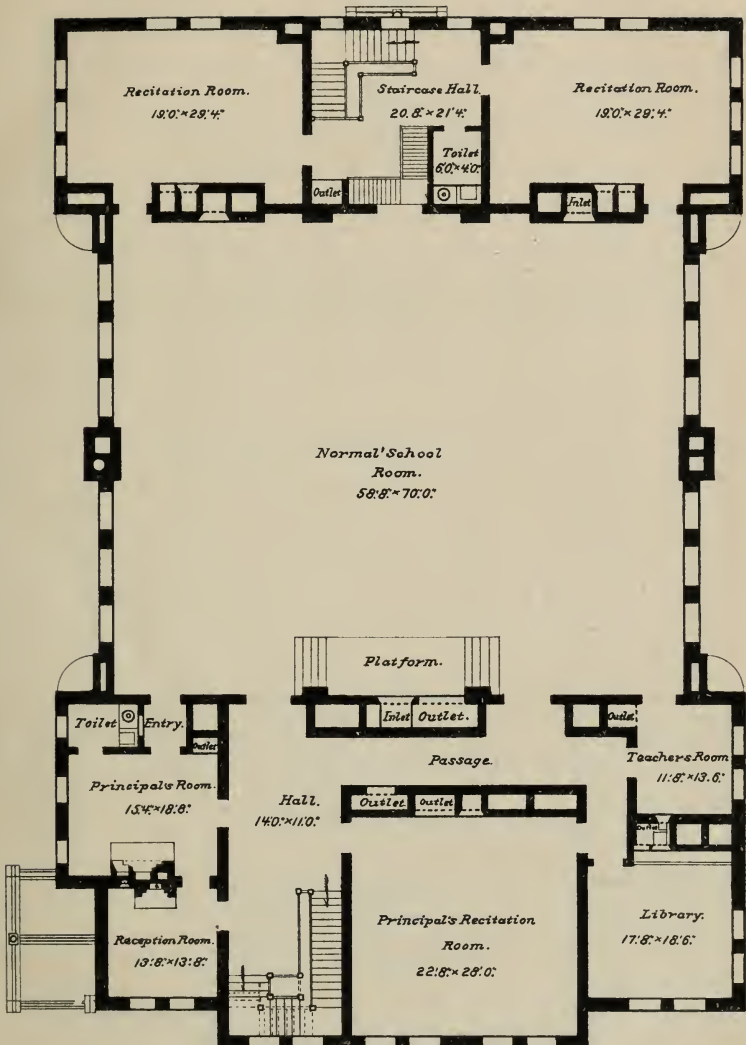 Recitation Room.
19'.0".×29'.4".
Staircase Hall.
20.8".×21'4".
Recitation Room.
19'.0".×29'.4".
Toilet
6'.0".×4'.0".
Outlet
Inlet
Normal School
Room.
58'.8".×70'.0".
Platform.
Inlet
Outlet.
Toilet
Entry.
Outlet
Outlet
Passage.
Teachers Room
11'.8".×13.6".
Principal's Room.
15.4".×18'.8".
Hall.
14'.0".×11'.0".
Outlet
Outlet
Outlet
Principal's Recitation
Room.
22'.8".×28'.0".
Library.
17'.8".×18'.6".
Reception Room.
13'.8".×13'.8".